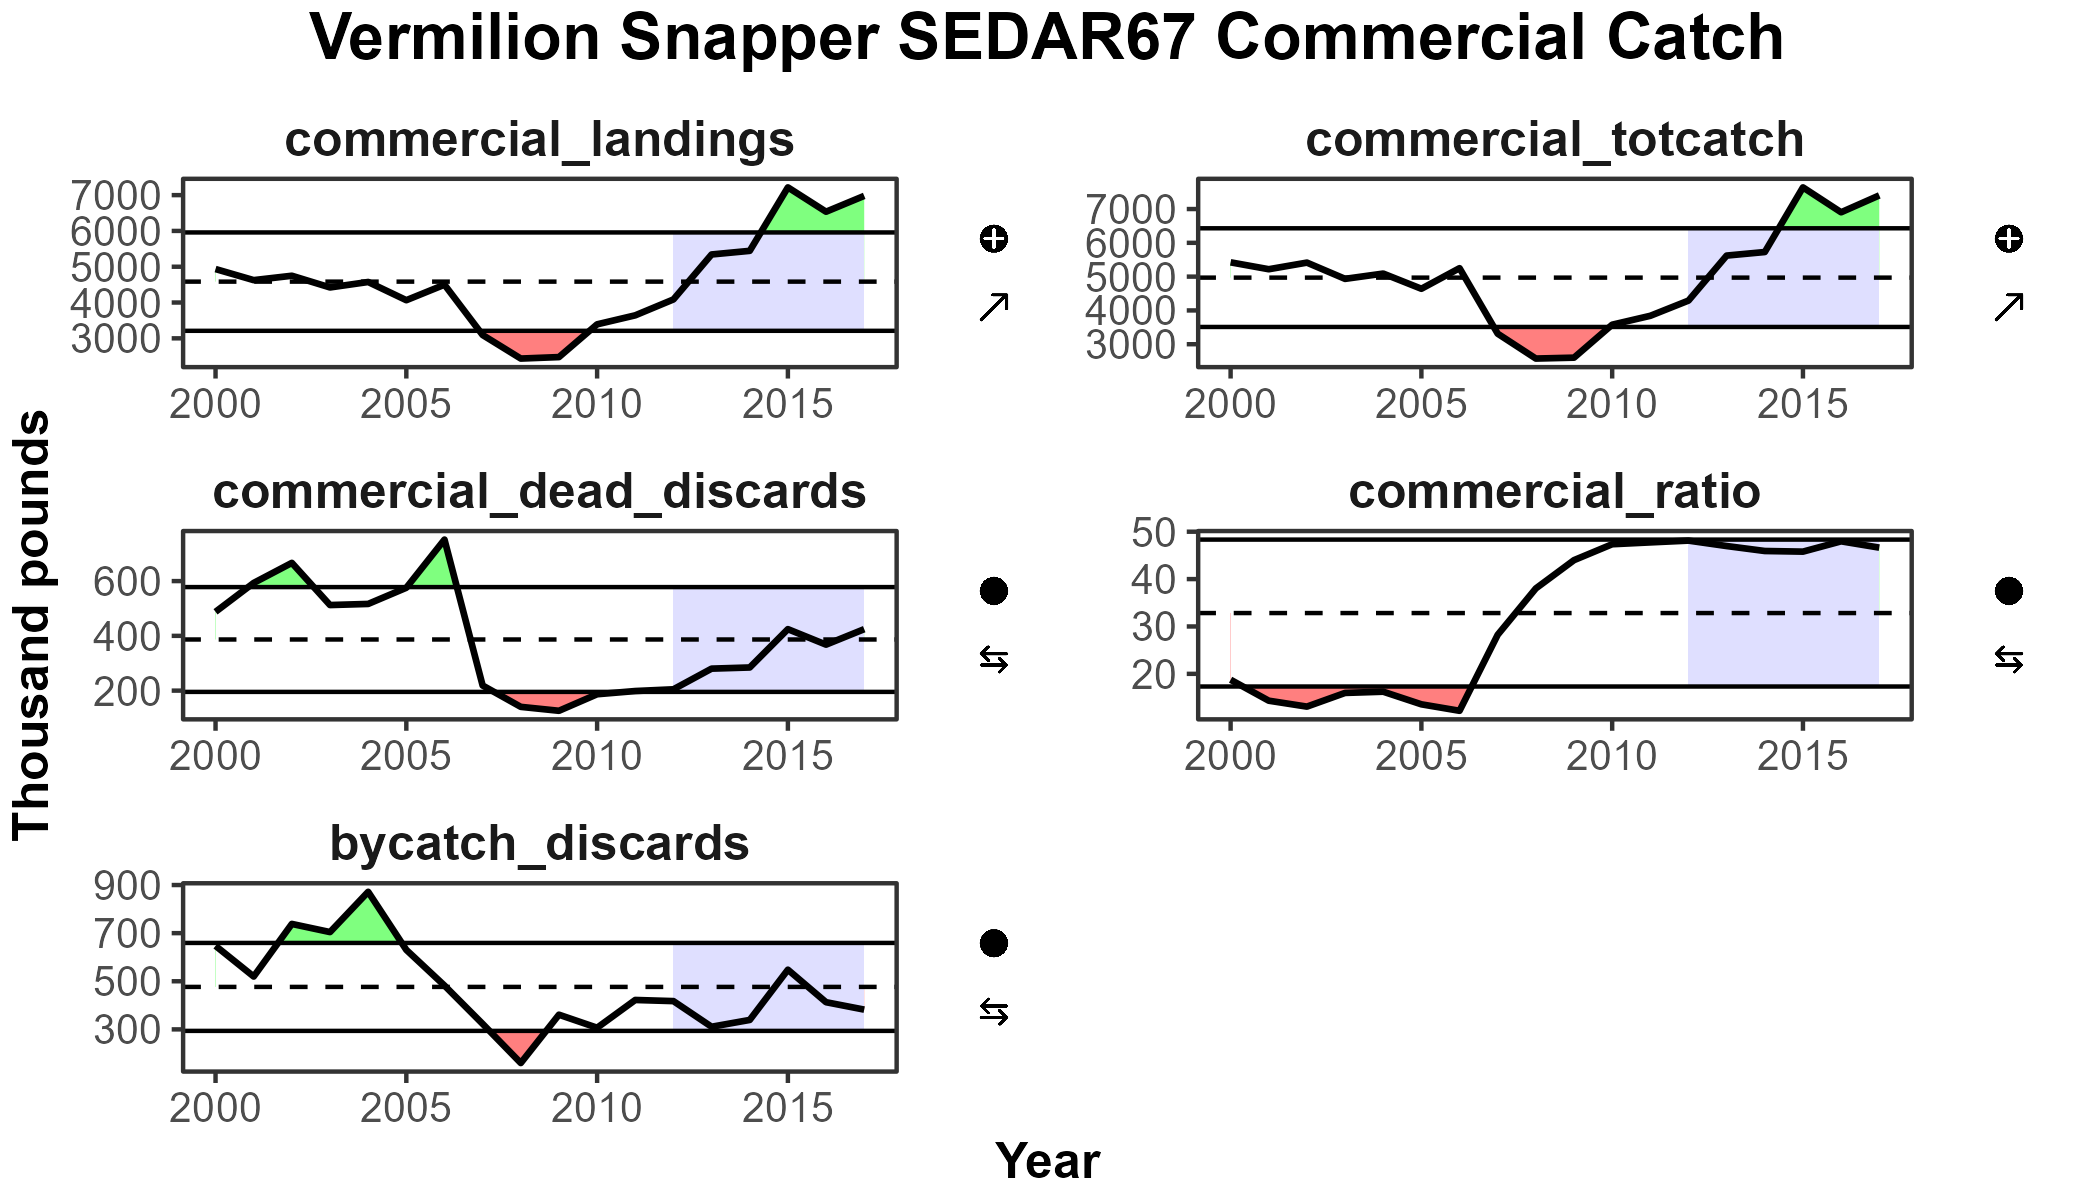 Vermilion Snapper SEDAR67 Commercial Catch
commercial_landings
7000
6000
5000
4000
3000
2000 2005 2010 2015
commercial_totcatch
7000
6000
5000
4000
3000
2000 2005 2010 2015
Thousand pounds
commercial_dead_discards
600
400
200
2000 2005 2010 2015
commercial_ratio
50
40
30
20
2000 2005 2010 2015
bycatch_discards
900
700
500
300
2000 2005 2010 2015
Year